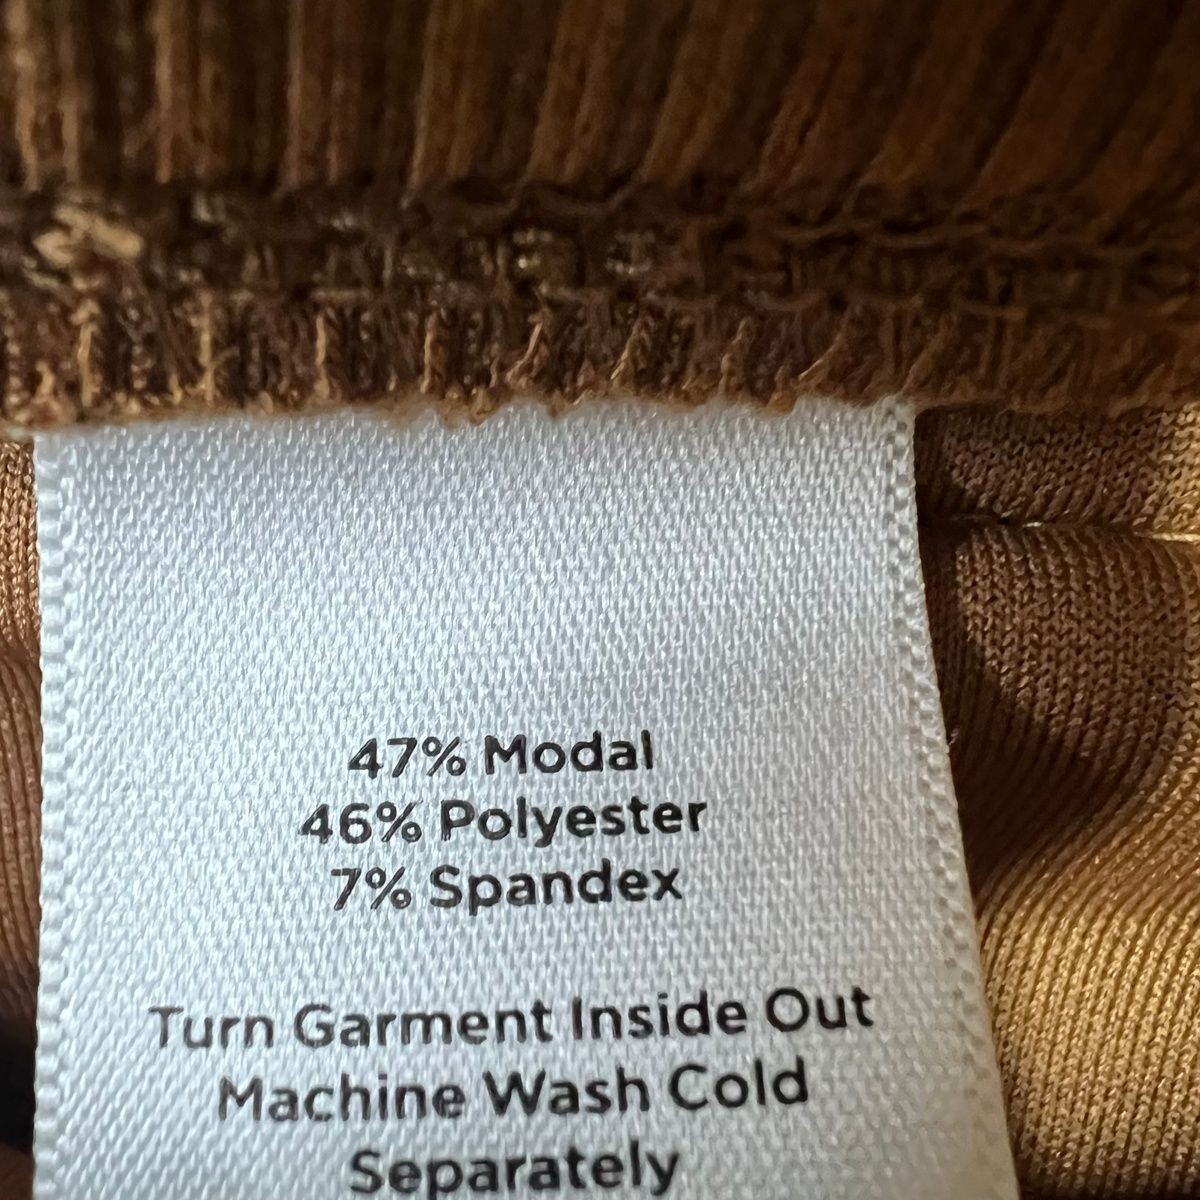 47% Modal
46% Polyester
7% Spandex
Turn Garment Inside Out
Machine Wash Cold
Separately